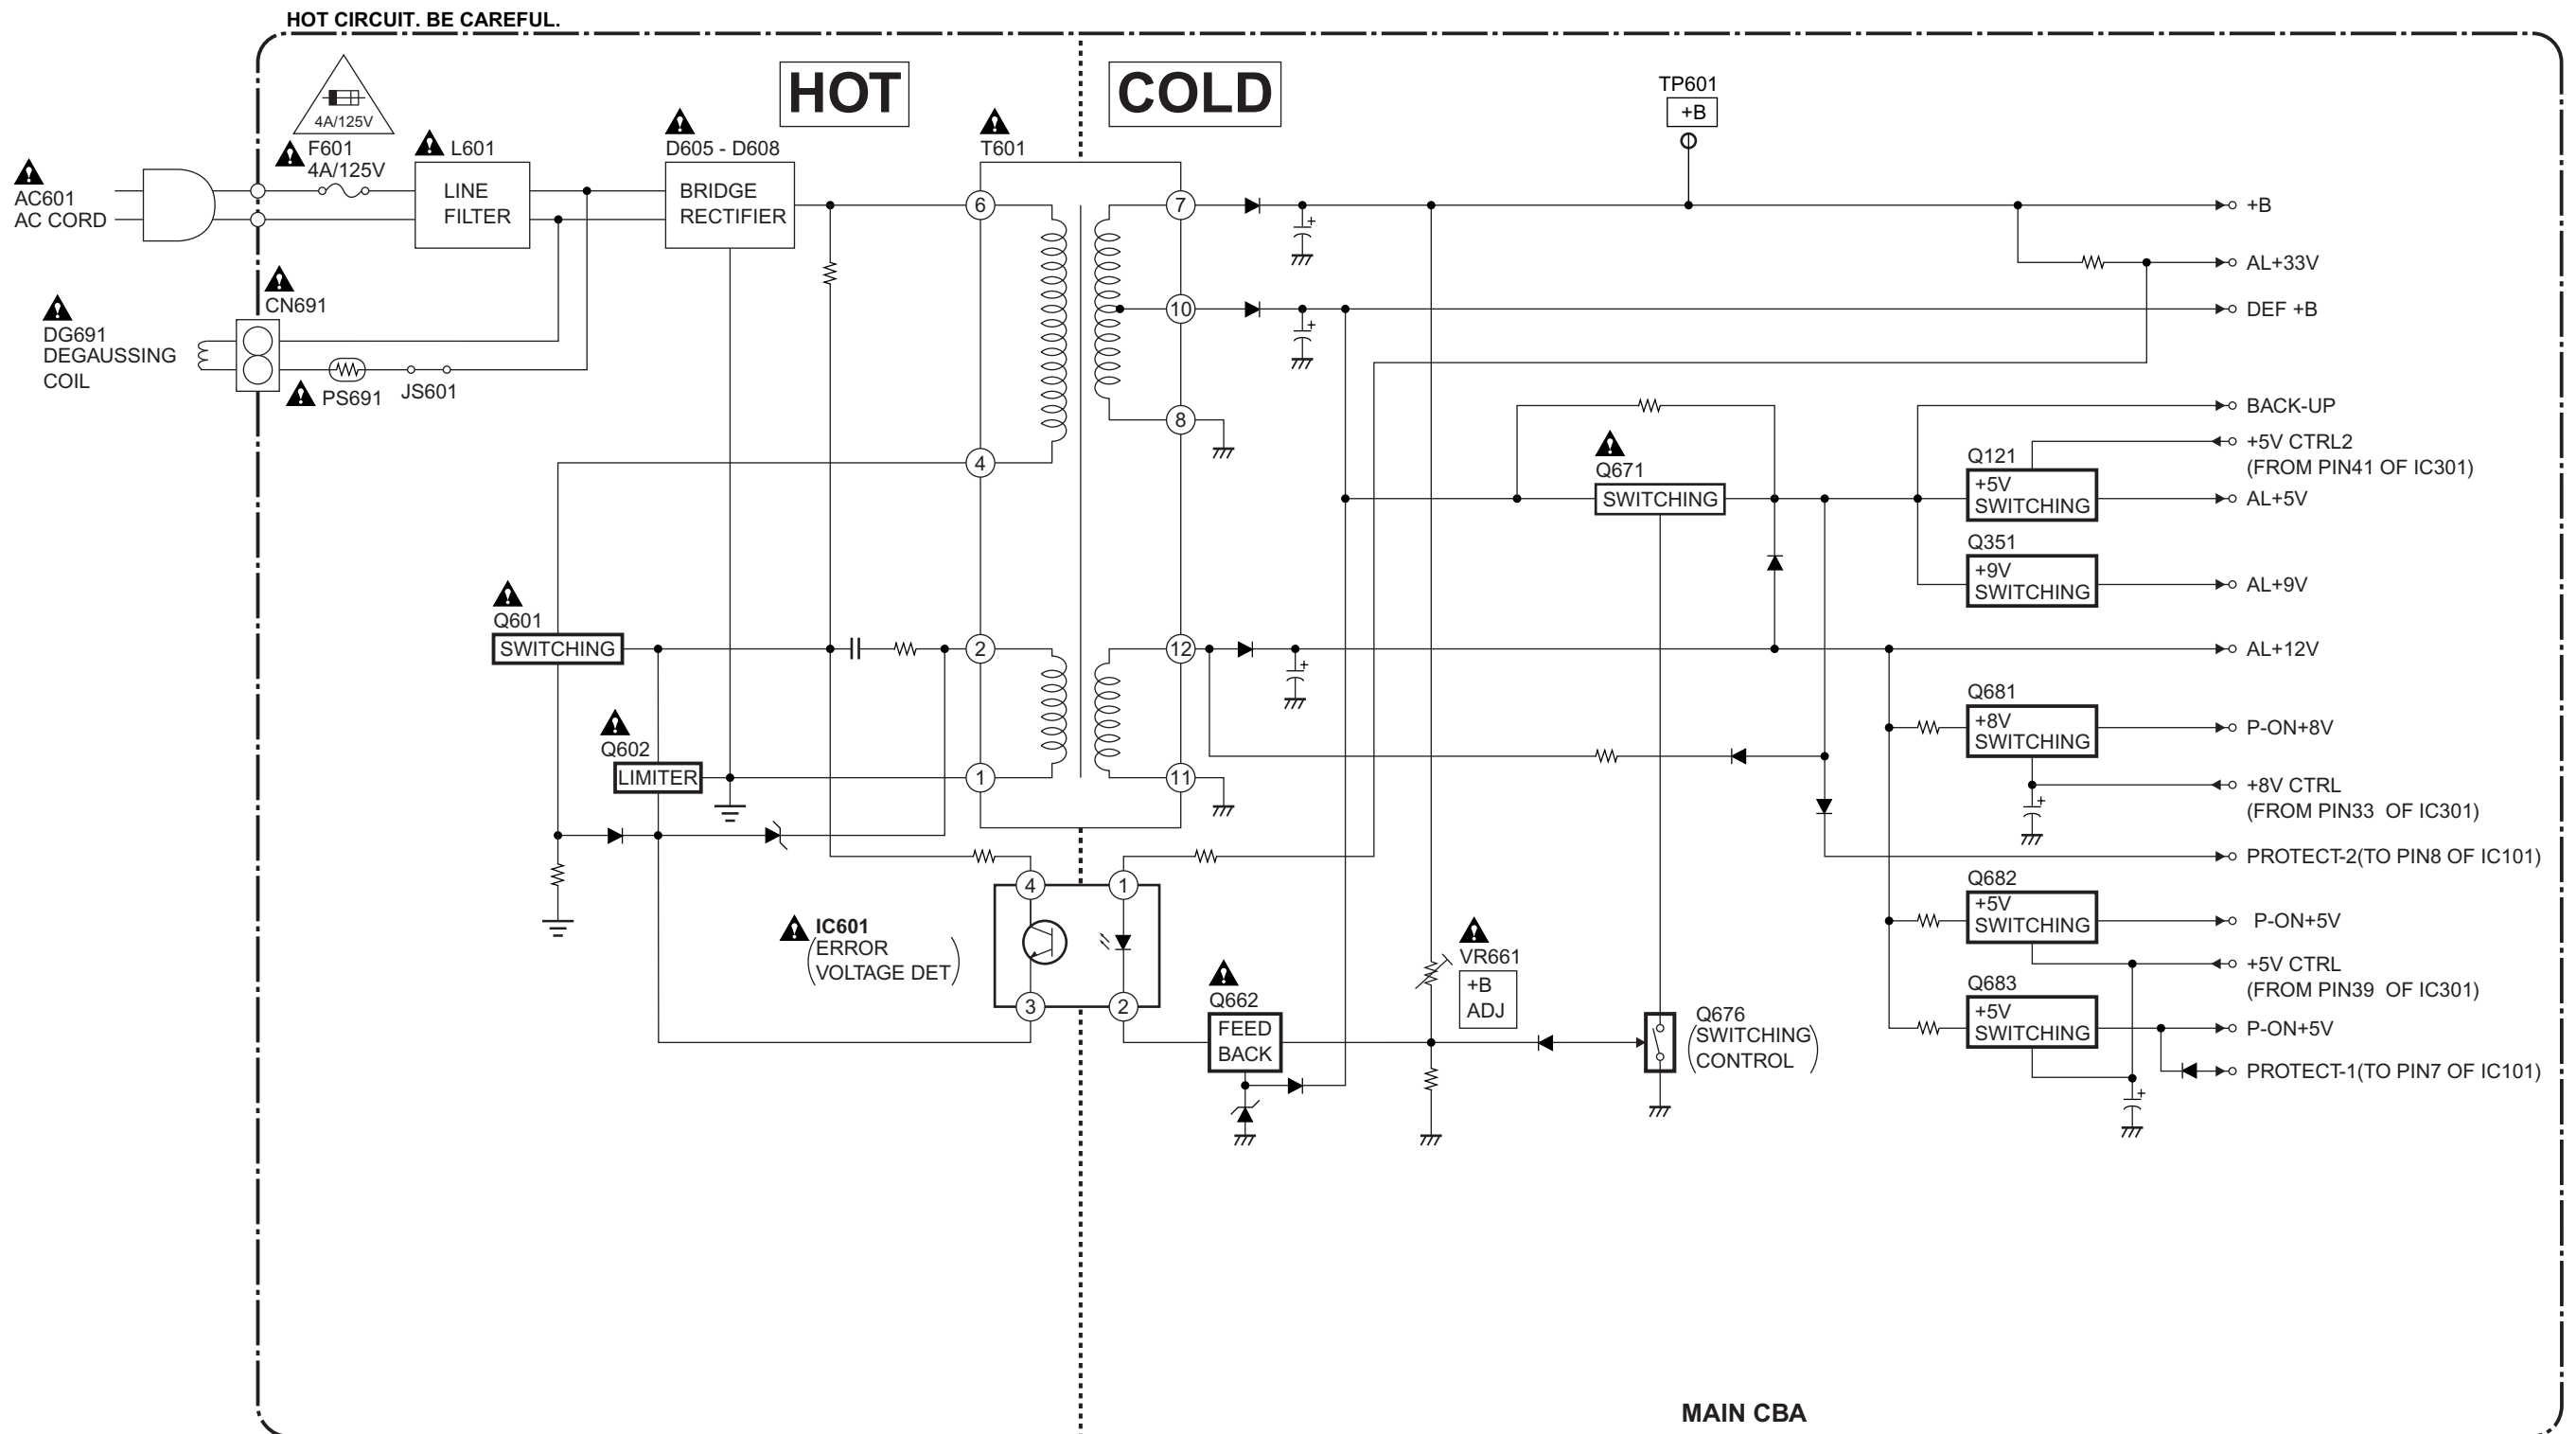 HOT CIRCUIT. BE CAREFUL.
HOT
COLD
4A/125V
F601
4A/125V
L601
LINE
FILTER
D605 - D608
BRIDGE
RECTIFIER
T601
TP601
+B
AC601
AC CORD
CN691
DG691
DEGAUSSING
COIL
PS691
JS601
6
4
2
1
7
10
8
12
11
+
+
+
+B
AL+33V
DEF +B
BACK-UP
+5V CTRL2
(FROM PIN41 OF IC301)
Q121
+5V
SWITCHING
AL+5V
Q671
SWITCHING
Q351
+9V
SWITCHING
AL+9V
Q601
SWITCHING
AL+12V
Q602
LIMITER
Q681
+8V
SWITCHING
P-ON+8V
+8V CTRL
(FROM PIN33 OF IC301)
+
PROTECT-2(TO PIN8 OF IC101)
4
1
3
2
IC601
(ERROR
VOLTAGE DET)
Q682
+5V
SWITCHING
P-ON+5V
+5V CTRL
(FROM PIN39 OF IC301)
Q662
FEED
BACK
VR661
+B
ADJ
Q676
(SWITCHING
CONTROL)
Q683
+5V
SWITCHING
P-ON+5V
PROTECT-1(TO PIN7 OF IC101)
+
MAIN CBA